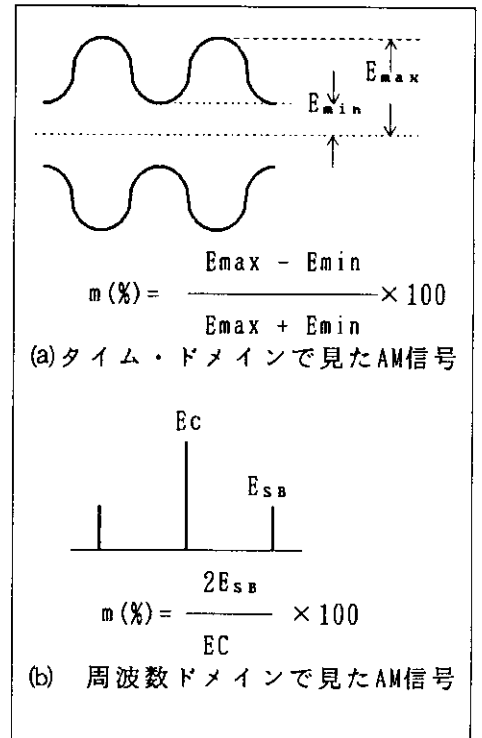 Emax
Emin
Emax - Emin
m(%)= ×100
Emax + Emin
(a)タイム・ドメインで見たAM信号
EC
ESB
2ESB
m(%)= ×100
EC
(b) 周波数ドメインで見たAM信号